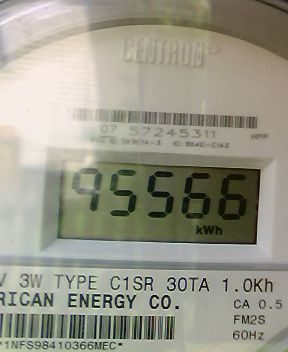 CENTRON
07 57245311
HPP
95566
kWh
V 3W TYPE C1SR 30TA 1.0Kh
RICAN ENERGY CO.
CA 0.5
FM2S
60Hz
*1NFS98410366MEC*